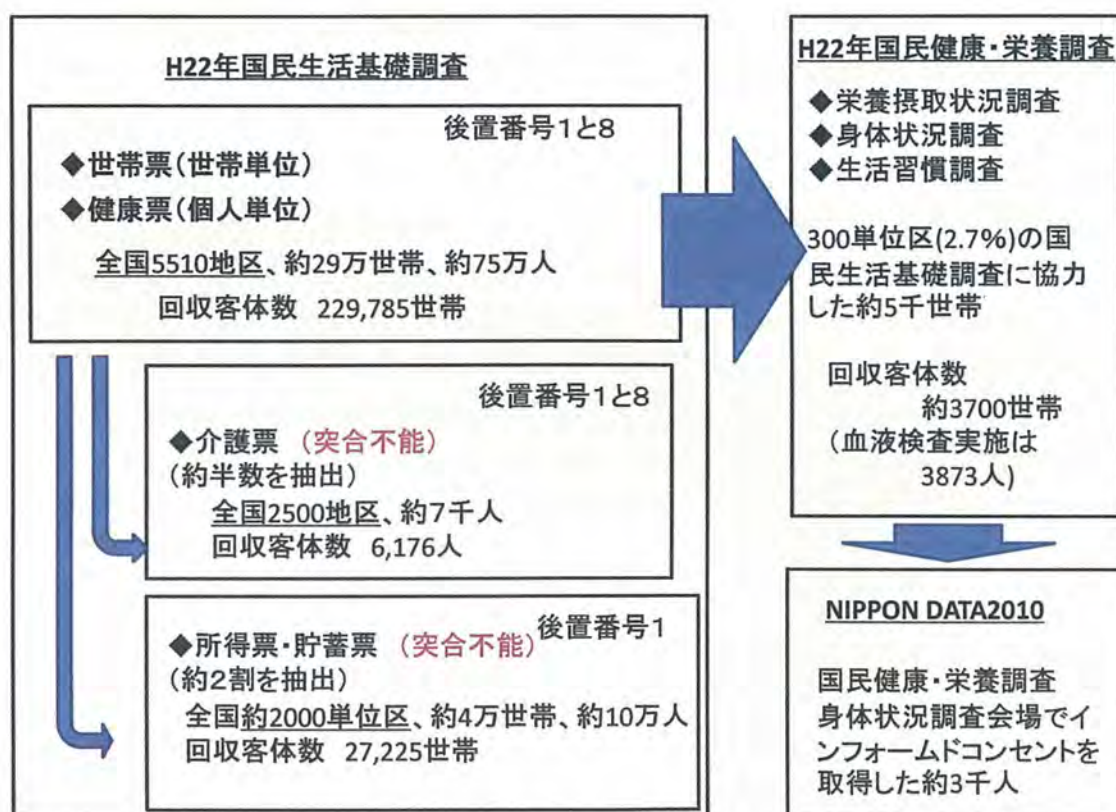 H22年国民生活基礎調査
後置番号1と8
◆世帯票(世帯単位)
◆健康票(個人単位)
全国5510地区、約29万世帯、約75万人
回収客体数 229,785世帯
後置番号1と8
◆介護票 (突合不能)
(約半数を抽出)
全国2500地区、約7千人
回収客体数 6,176人
後置番号1
◆所得票・貯蓄票 (突合不能)
(約2割を抽出)
全国約2000単位区、約4万世帯、約10万人
回収客体数 27,225世帯
H22年国民健康・栄養調査
◆栄養摂取状況調査
◆身体状況調査
◆生活習慣調査
300単位区(2.7%)の国
民生活基礎調査に協力
した約5千世帯
回収客体数
約3700世帯
(血液検査実施は
3873人)
NIPPON DATA2010
国民健康・栄養調査
身体状況調査会場でイ
ンフォームドコンセントを
取得した約3千人